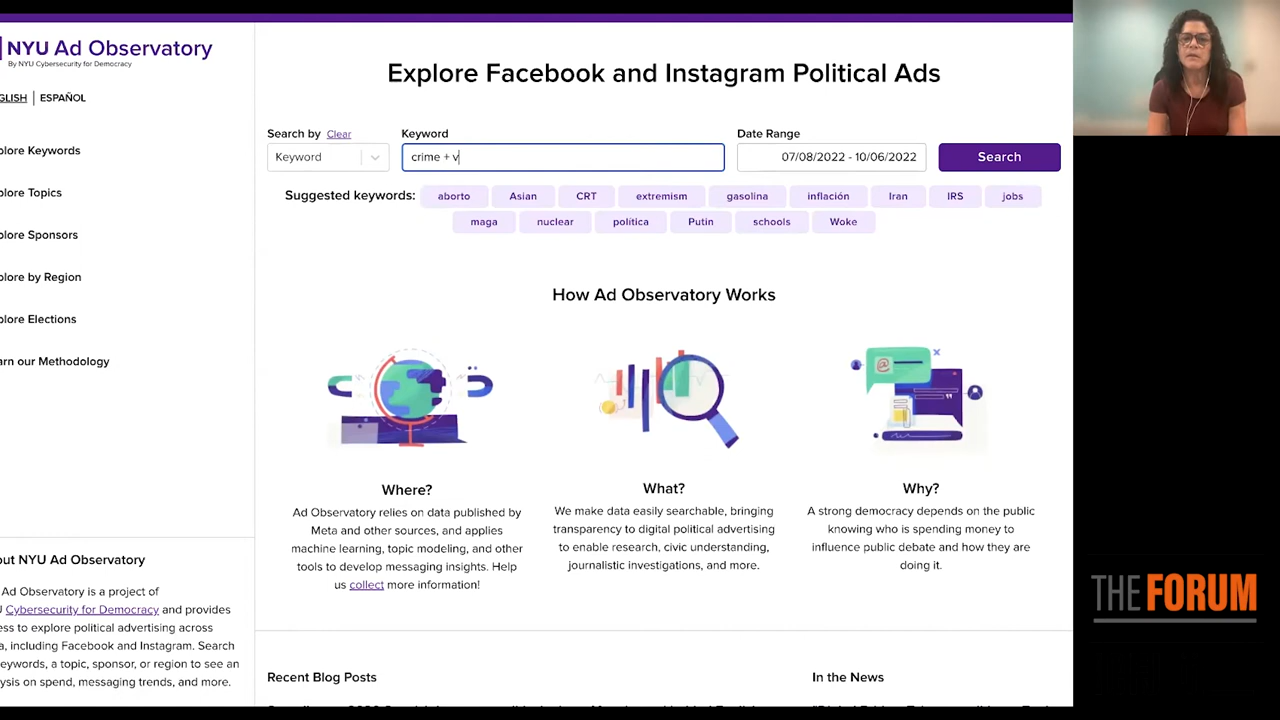 NYU Ad Observatory
By NYU Cybersecurity for Democracy
GLISH | ESPAÑOL
plore Keywords
plore Topics
plore Sponsors
plore by Region
plore Elections
arn our Methodology
out NYU Ad Observatory
Ad Observatory is a project of
U Cybersecurity for Democracy and provides
ess to explore political advertising across
a, including Facebook and Instagram. Search
eywords, a topic, sponsor, or region to see an
ysis on spend, messaging trends, and more.
Explore Facebook and Instagram Political Ads
Search by Clear
Keyword
Keyword
crime + v
Date Range
07/08/2022 - 10/06/2022
Search
Suggested keywords: aborto Asian CRT extremism gasolina inflación Iran IRS jobs
maga nuclear política Putin schools Woke
How Ad Observatory Works
Where?
Ad Observatory relies on data published by
Meta and other sources, and applies
machine learning, topic modeling, and other
tools to develop messaging insights. Help
us collect more information!
What?
We make data easily searchable, bringing
transparency to digital political advertising
to enable research, civic understanding,
journalistic investigations, and more.
Why?
A strong democracy depends on the public
knowing who is spending money to
influence public debate and how they are
doing it.
Recent Blog Posts
In the News
THE FORUM